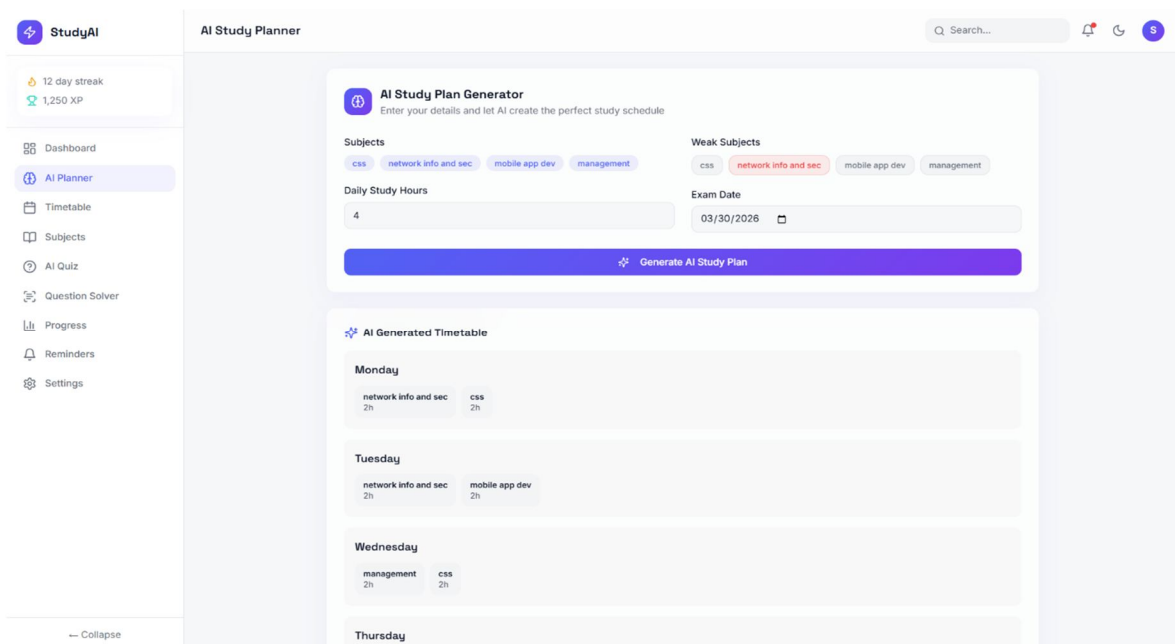 StudyAI
12 day streak
1,250 XP
Dashboard
AI Planner
Timetable
Subjects
AI Quiz
Question Solver
Progress
Reminders
Settings
← Collapse
AI Study Planner
Search...
S
AI Study Plan Generator
Enter your details and let AI create the perfect study schedule
Subjects
css network info and sec mobile app dev management
Weak Subjects
css network info and sec mobile app dev management
Daily Study Hours
4
Exam Date
03/30/2026
Generate AI Study Plan
AI Generated Timetable
Monday
network info and sec css
2h 2h
Tuesday
network info and sec mobile app dev
2h 2h
Wednesday
management css
2h 2h
Thursday